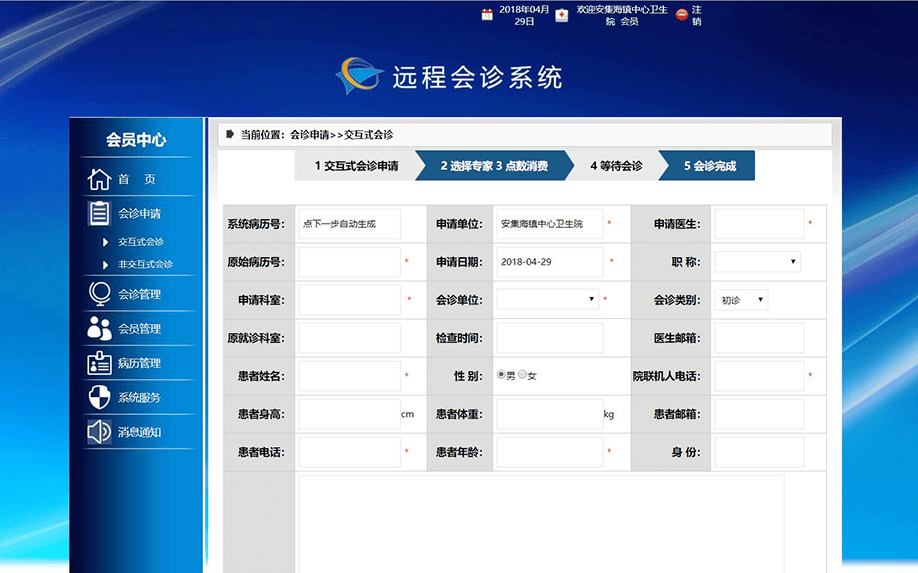 2018年04月
29日
欢迎安集海镇中心卫生
院 会员
注
销
远程会诊系统
会员中心
首 页
会诊申请
交互式会诊
非交互式会诊
会诊管理
会员管理
病历管理
系统服务
消息通知
当前位置：会诊申请>>交互式会诊
1 交互式会诊申请 2 选择专家 3 点数消费 4 等待会诊 5 会诊完成
系统病历号： 点下一步自动生成 申请单位： 安集海镇中心卫生院 * 申请医生： *
原始病历号： * 申请日期： 2018-04-29 * 职 称：
申请科室： * 会诊单位： * 会诊类别： 初诊
原就诊科室： 检查时间： 医生邮箱：
患者姓名： * 性 别： 男 女 院联机人电话： *
患者身高： cm 患者体重： kg 患者邮箱：
患者电话： * 患者年龄： * 身 份：